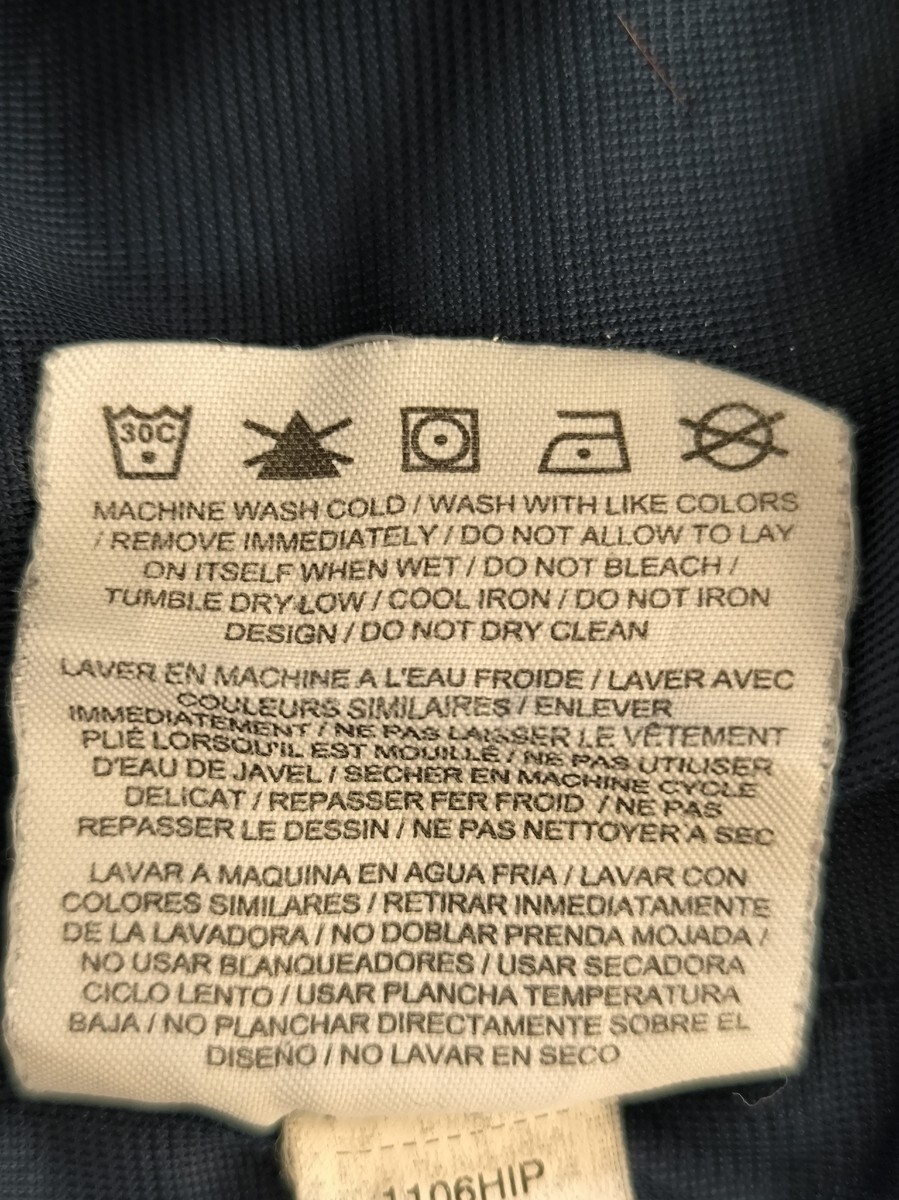 30C
MACHINE WASH COLD / WASH WITH LIKE COLORS
/ REMOVE IMMEDIATELY / DO NOT ALLOW TO LAY
ON ITSELF WHEN WET / DO NOT BLEACH /
TUMBLE DRY LOW / COOL IRON / DO NOT IRON
DESIGN / DO NOT DRY CLEAN
LAVER EN MACHINE A L'EAU FROIDE / LAVER AVEC
COULEURS SIMILAIRES / ENLEVER
IMMEDIATEMENT / NE PAS LAISSER LE VÊTEMENT
PLIÉ LORSQU'IL EST MOUILLÉ / NE PAS UTILISER
D'EAU DE JAVEL / SECHER EN MACHINE CYCLE
DELICAT / REPASSER FER FROID / NE PAS
REPASSER LE DESSIN / NE PAS NETTOYER A SEC
LAVAR A MAQUINA EN AGUA FRIA / LAVAR CON
COLORES SIMILARES / RETIRAR INMEDIATAMENTE
DE LA LAVADORA / NO DOBLAR PRENDA MOJADA /
NO USAR BLANQUEADORES / USAR SECADORA
CICLO LENTO / USAR PLANCHA TEMPERATURA
BAJA / NO PLANCHAR DIRECTAMENTE SOBRE EL
DISEÑO / NO LAVAR EN SECO
1106HIP